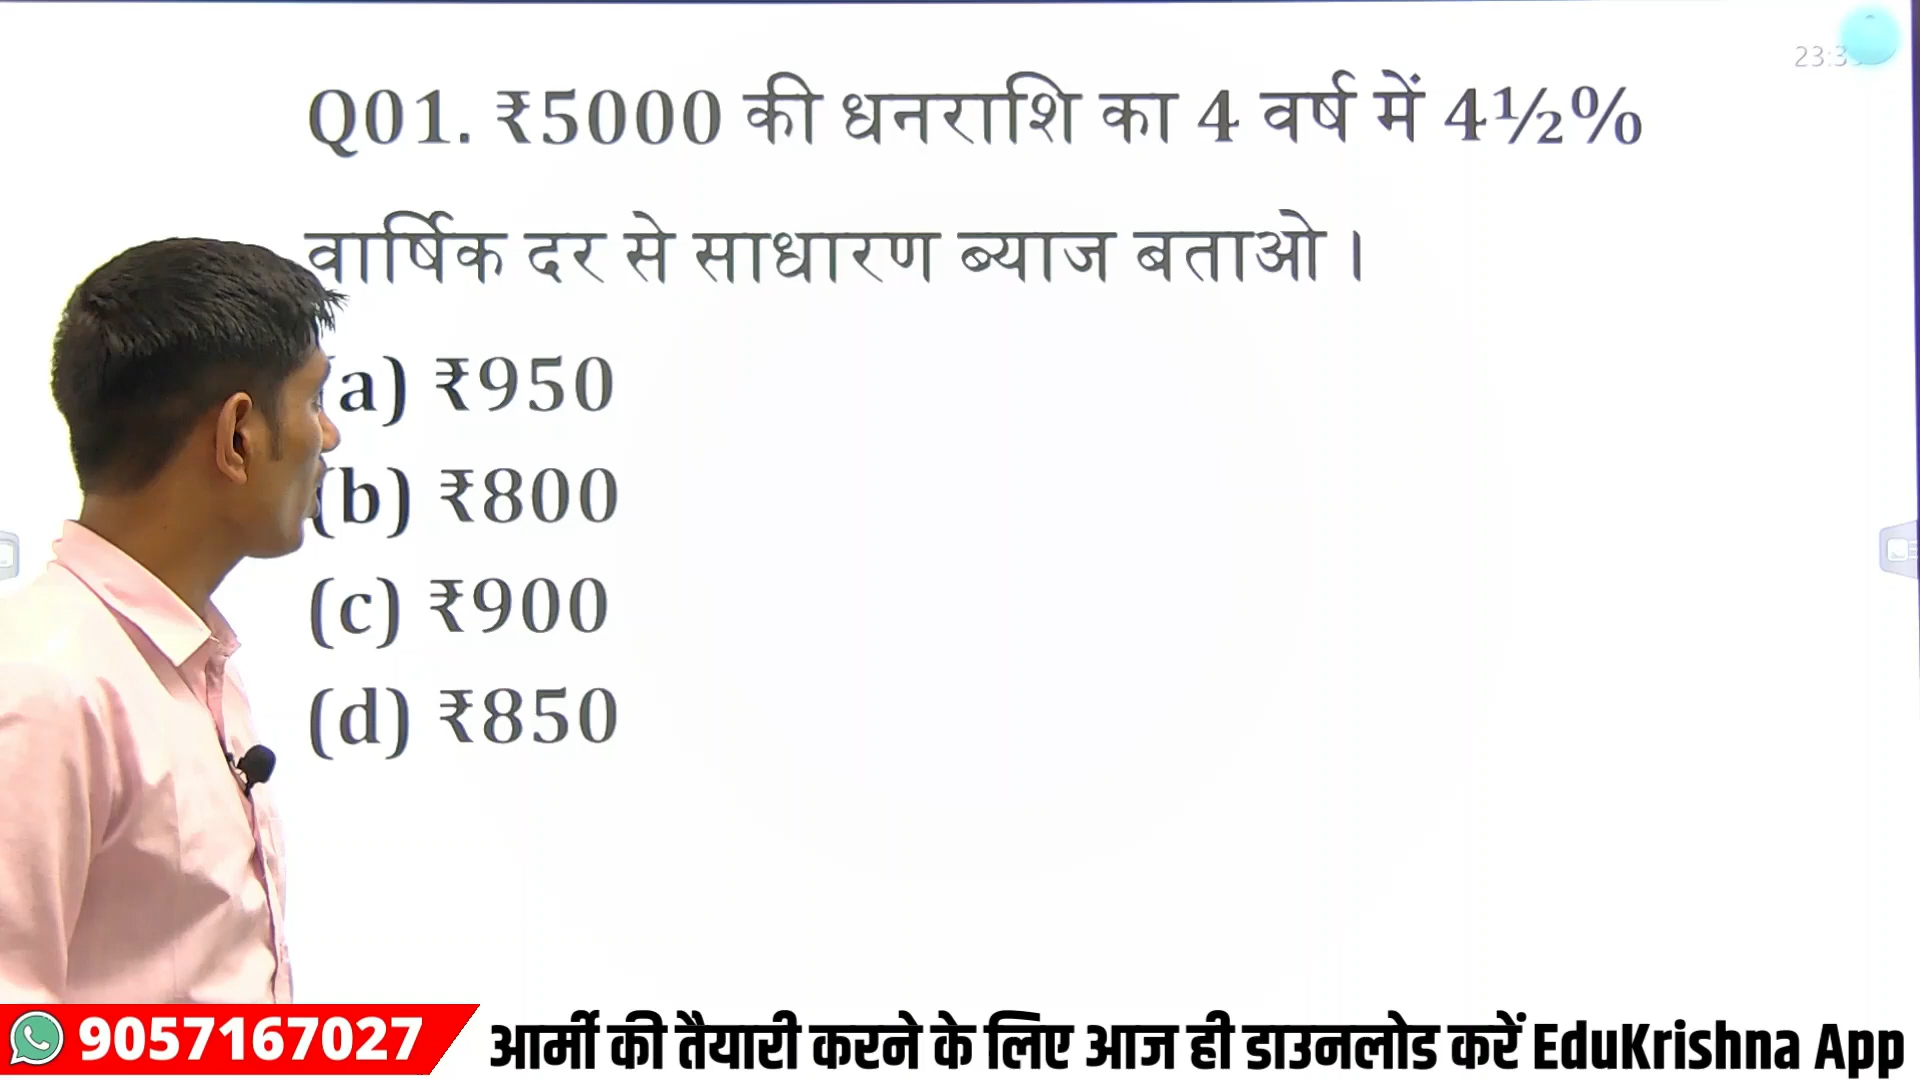 Q01. ₹5000 की धनराशि का 4 वर्ष में 4½%
वार्षिक दर से साधारण ब्याज बताओ।
(a) ₹950
(b) ₹800
(c) ₹900
(d) ₹850
9057167027 आर्मी की तैयारी करने के लिए आज ही डाउनलोड करें EduKrishna App